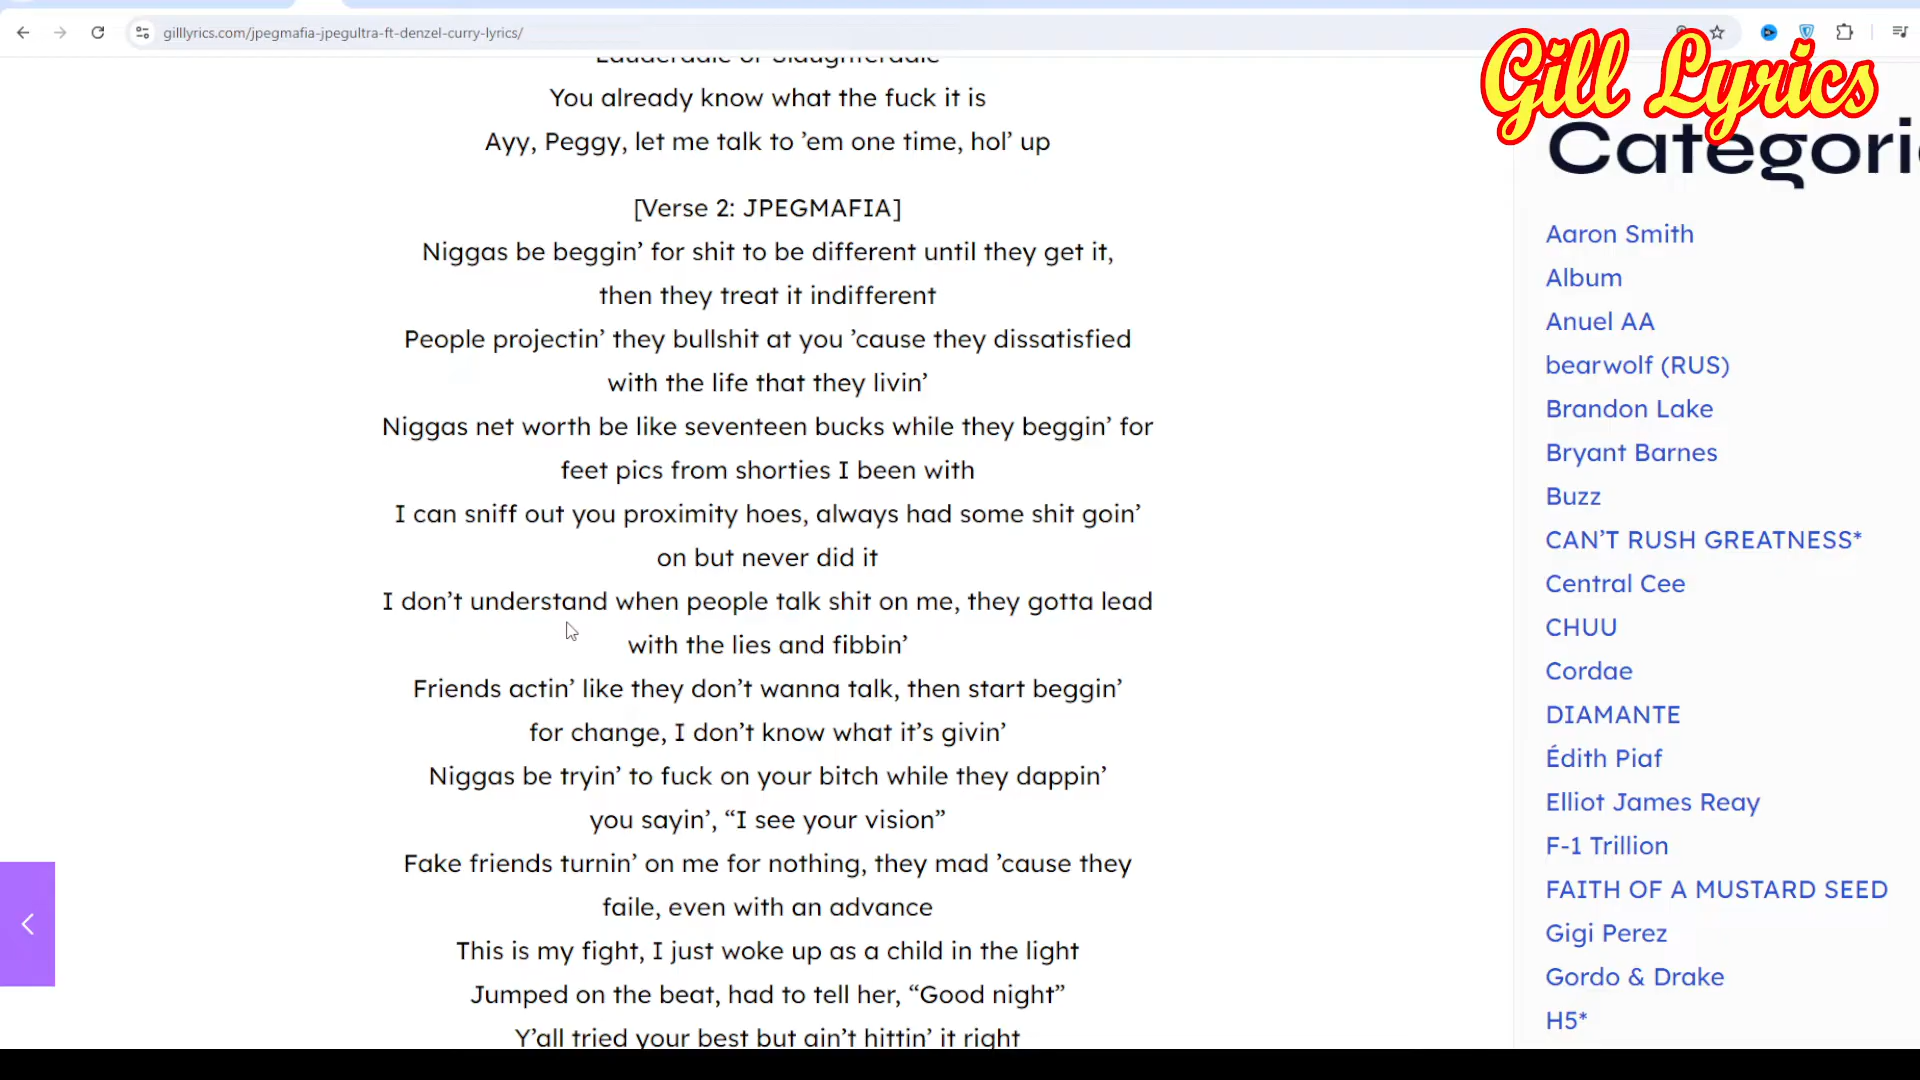 gilllyrics.com/jpegmafia-jpegultra-ft-denzel-curry-lyrics/
Gill Lyrics
Lauderdale or Slaughterdale
You already know what the fuck it is
Ayy, Peggy, let me talk to ’em one time, hol’ up
[Verse 2: JPEGMAFIA]
Niggas be beggin’ for shit to be different until they get it,
then they treat it indifferent
People projectin’ they bullshit at you ’cause they dissatisfied
with the life that they livin’
Niggas net worth be like seventeen bucks while they beggin’ for
feet pics from shorties I been with
I can sniff out you proximity hoes, always had some shit goin’
on but never did it
I don’t understand when people talk shit on me, they gotta lead
with the lies and fibbin’
Friends actin’ like they don’t wanna talk, then start beggin’
for change, I don’t know what it’s givin’
Niggas be tryin’ to fuck on your bitch while they dappin’
you sayin’, “I see your vision”
Fake friends turnin’ on me for nothing, they mad ’cause they
faile, even with an advance
This is my fight, I just woke up as a child in the light
Jumped on the beat, had to tell her, “Good night”
Y’all tried your best but ain’t hittin’ it right
Categori
Aaron Smith
Album
Anuel AA
bearwolf (RUS)
Brandon Lake
Bryant Barnes
Buzz
CAN’T RUSH GREATNESS*
Central Cee
CHUU
Cordae
DIAMANTE
Édith Piaf
Elliot James Reay
F-1 Trillion
FAITH OF A MUSTARD SEED
Gigi Perez
Gordo & Drake
H5*